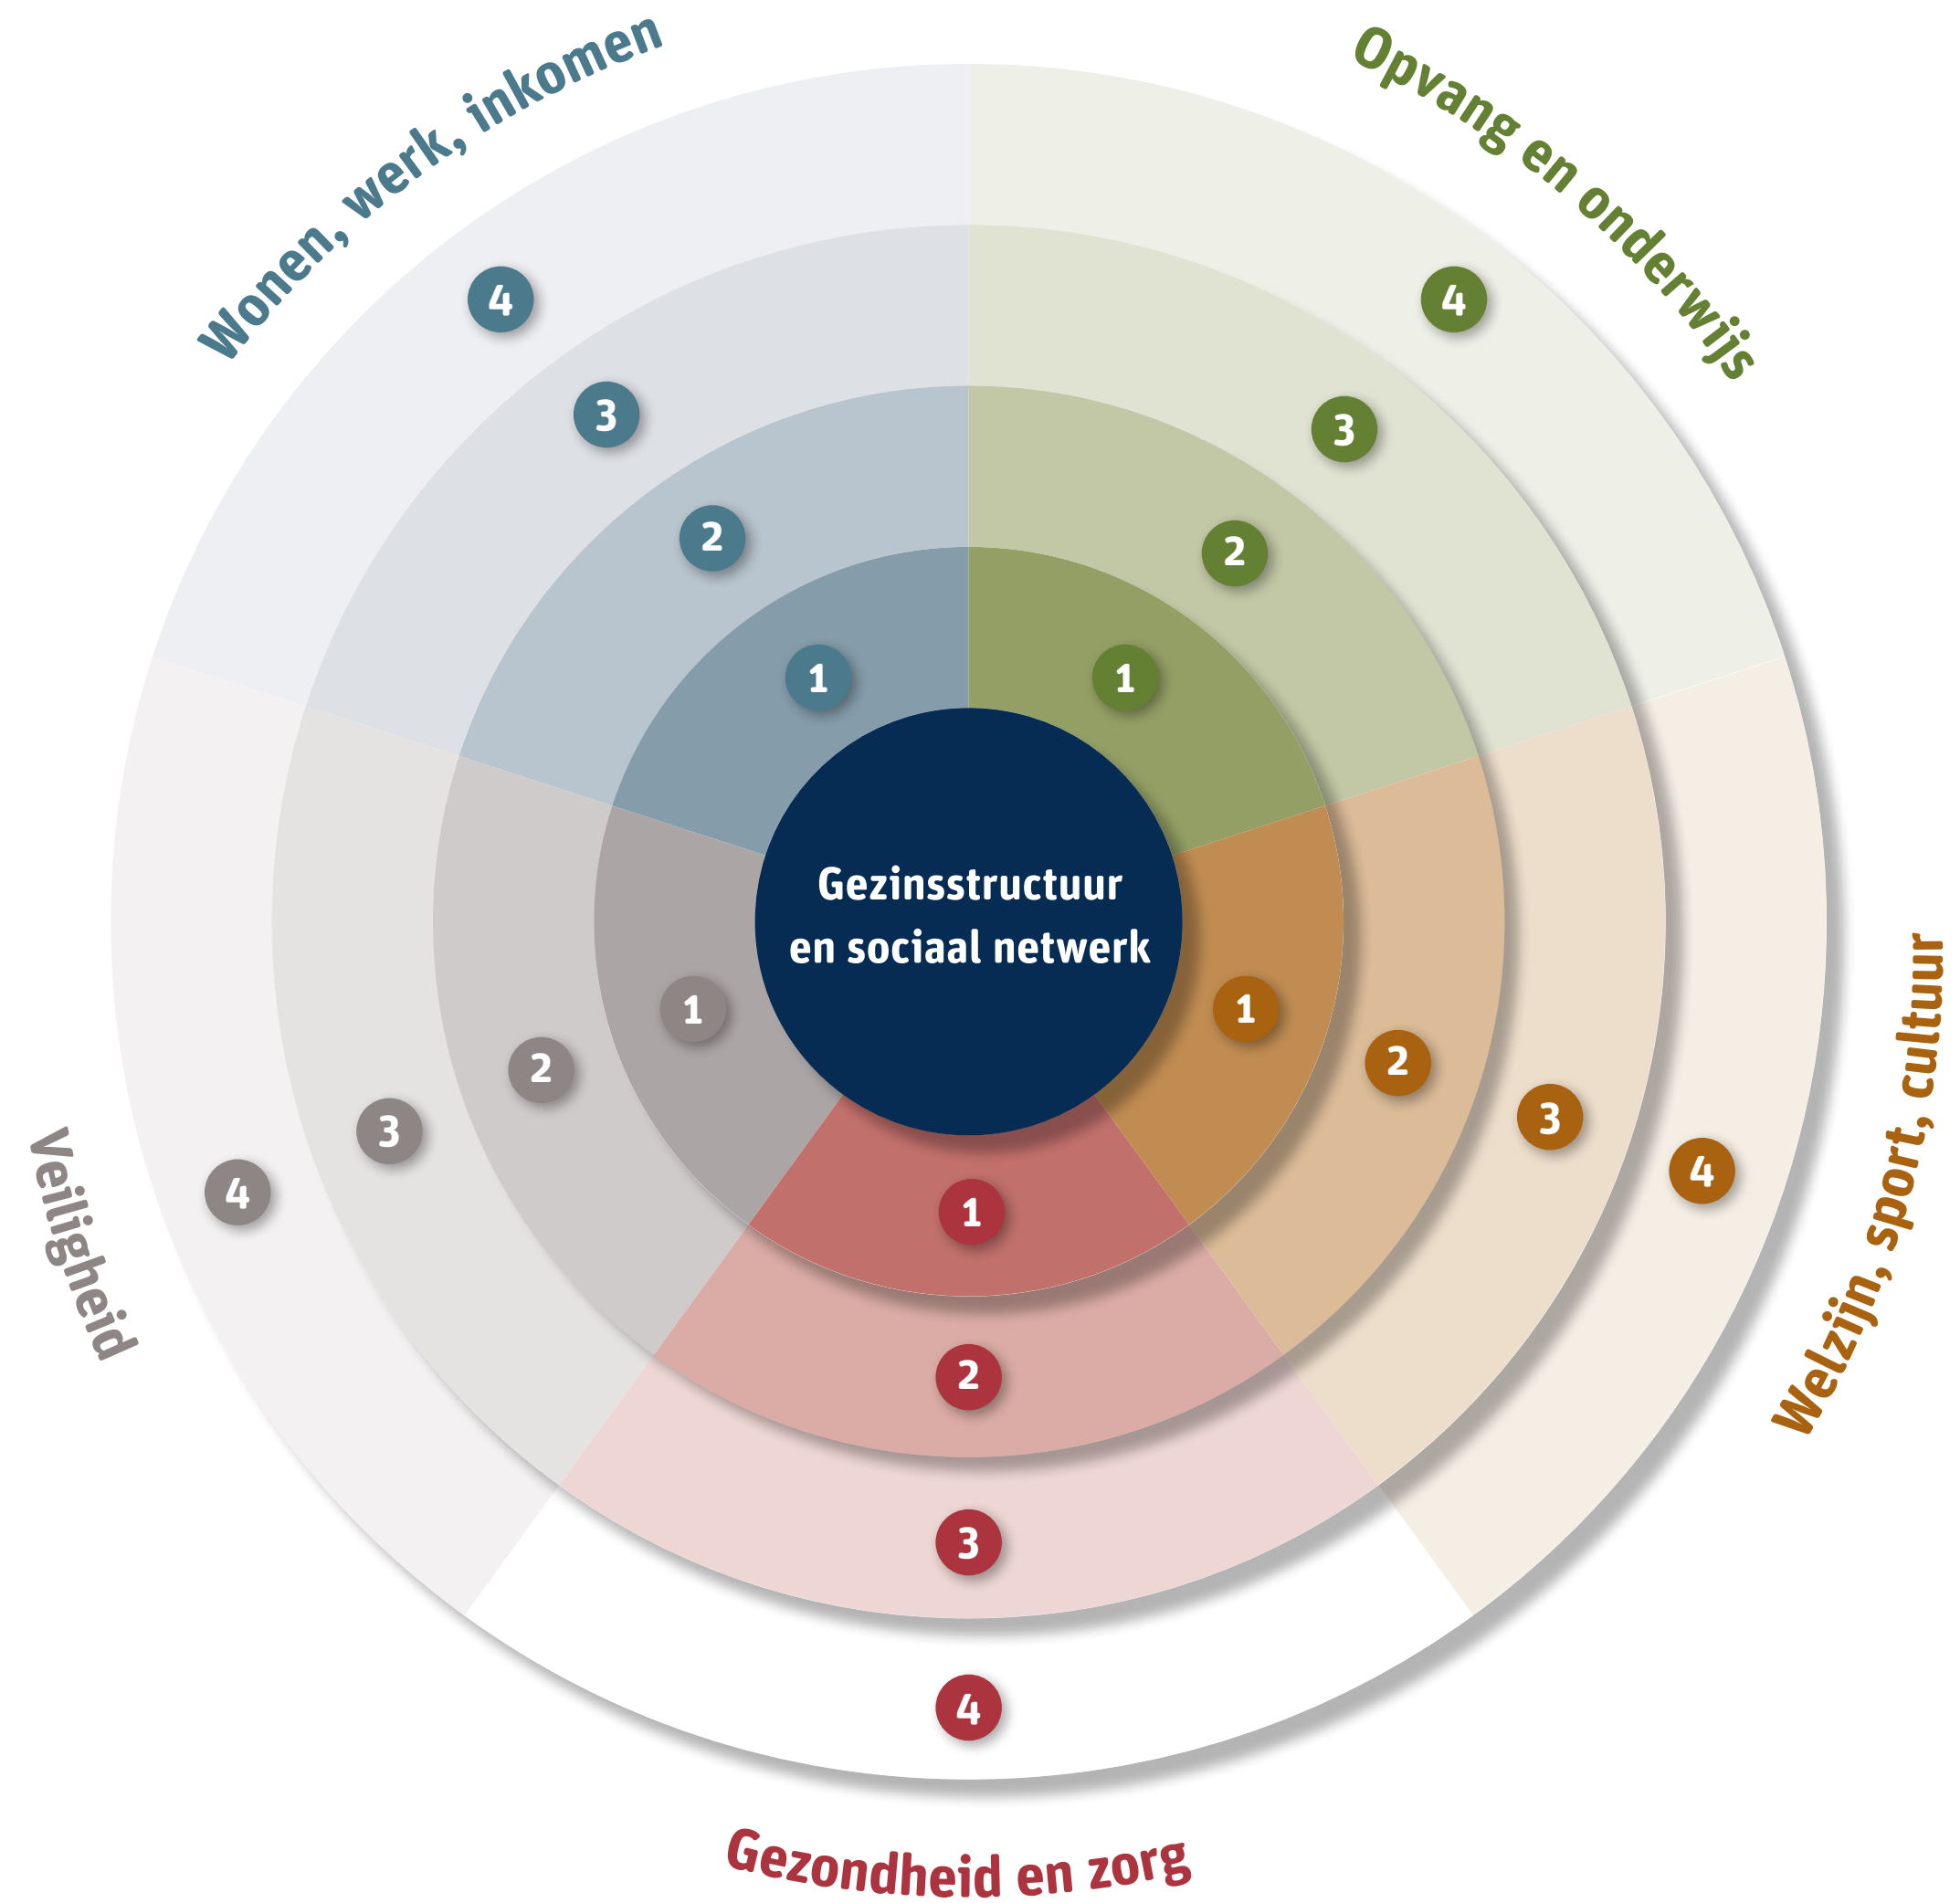 Wonen, werk, inkomen
Opvang en onderwijs
4
4
3
3
2
2
1
1
Gezinsstructuur
en sociaal netwerk
1
1
2
2
3
3
4
4
Veiligheid
Welzijn, sport, cultuur
1
2
3
4
Gezondheid en zorg